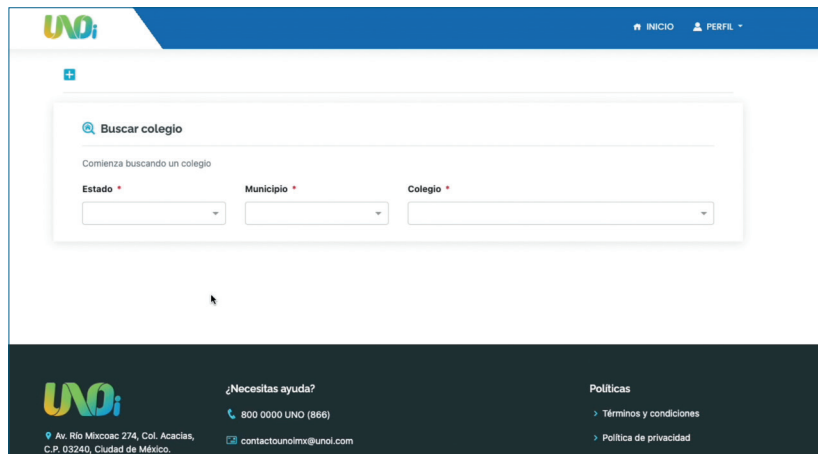 UNOi
INICIO
PERFIL
Buscar colegio
Comienza buscando un colegio
Estado *
Municipio *
Colegio *
UNOi
¿Necesitas ayuda?
Políticas
800 0000 UNO (866)
Términos y condiciones
Av. Río Mixcoac 274, Col. Acacias,
C.P. 03240, Ciudad de México.
contactounoimx@unoi.com
Política de privacidad